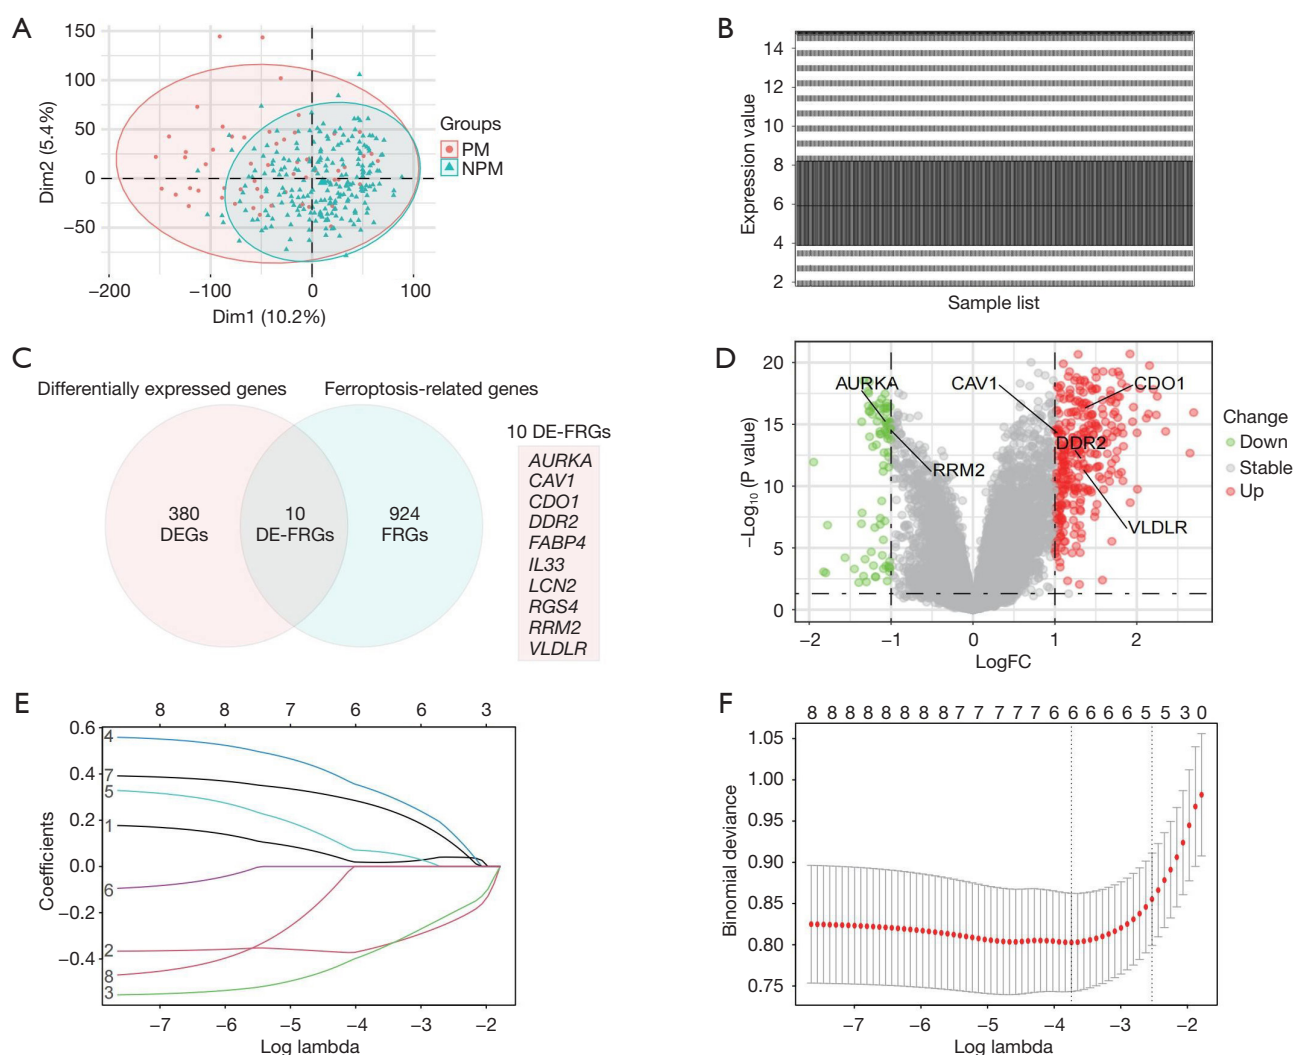 A
150
100
50
0
−50
−200
−100
0
100
Dim2 (5.4%)
Dim1 (10.2%)
Groups
PM
NPM
B
14
12
10
8
6
4
2
Expression value
Sample list
C
Differentially expressed genes
Ferroptosis-related genes
380
DEGs
10
DE-FRGs
924
FRGs
10 DE-FRGs
AURKA
CAV1
CDO1
DDR2
FABP4
IL33
LCN2
RGS4
RRM2
VLDLR
D
20
15
10
5
0
−2
−1
0
1
2
−Log10 (P value)
LogFC
AURKA
CAV1
CDO1
DDR2
RRM2
VLDLR
Change
Down
Stable
Up
E
8 8 7 6 6 3
0.6
0.4
0.2
0.0
−0.2
−0.4
4
7
5
1
6
2
8
3
−7 −6 −5 −4 −3 −2
Coefficients
Log lambda
F
8 8 8 8 8 8 8 7 7 7 7 7 6 6 6 6 6 5 5 3 0
1.05
1.00
0.95
0.90
0.85
0.80
0.75
−7 −6 −5 −4 −3 −2
Binomial deviance
Log lambda